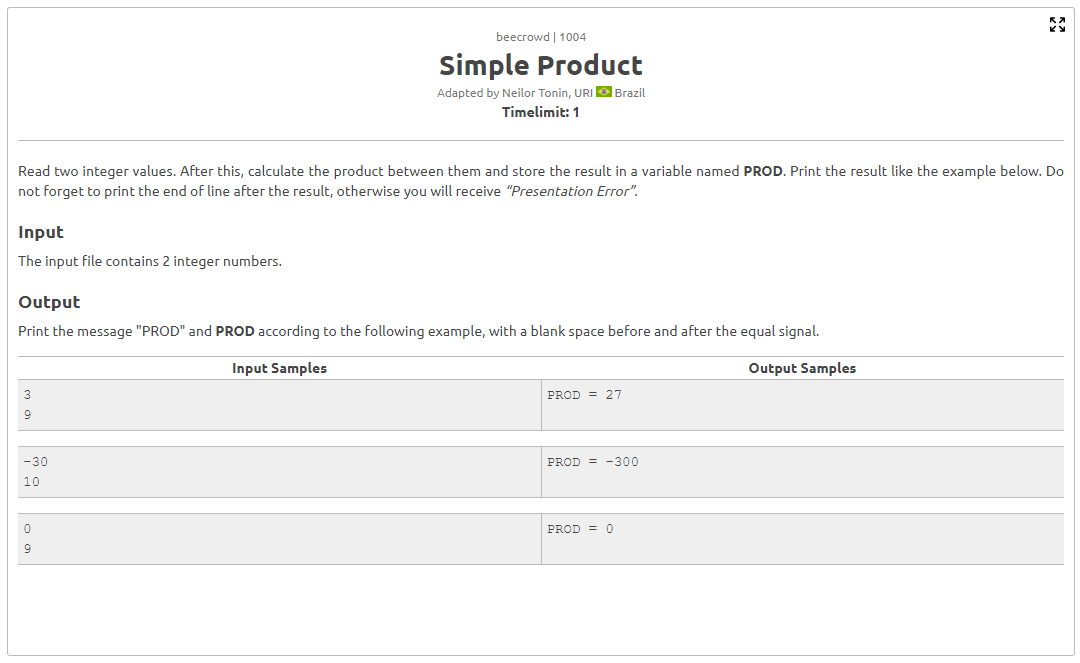 beecrowd | 1004
Simple Product
Adapted by Neilor Tonin, URI Brazil
Timelimit: 1
Read two integer values. After this, calculate the product between them and store the result in a variable named PROD. Print the result like the example below. Do
not forget to print the end of line after the result, otherwise you will receive “Presentation Error”.
Input
The input file contains 2 integer numbers.
Output
Print the message "PROD" and PROD according to the following example, with a blank space before and after the equal signal.
Input Samples Output Samples
3 PROD = 27
9
-30 PROD = -300
10
0 PROD = 0
9